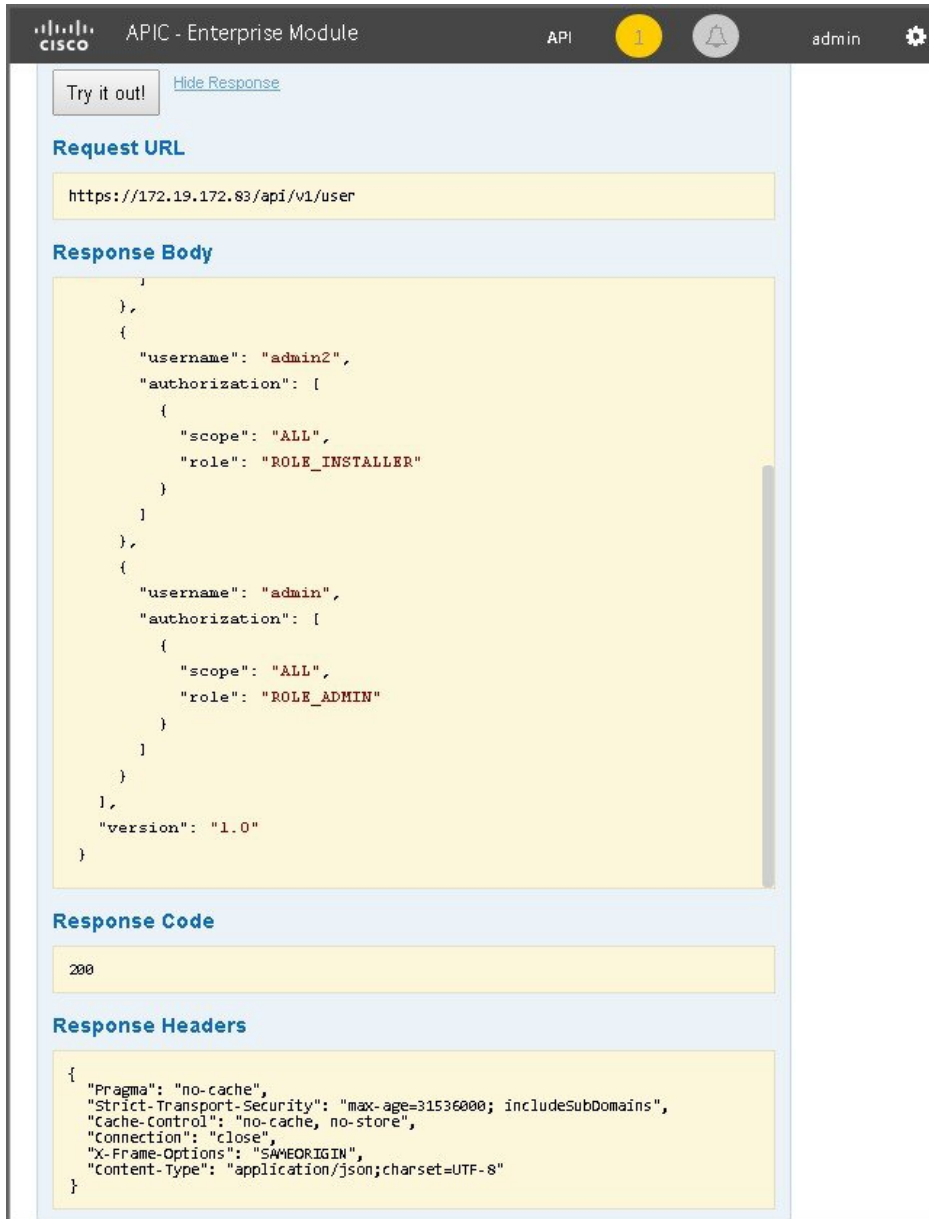 CISCO APIC - Enterprise Module API 1 admin
Try it out! Hide Response
Request URL
https://172.19.172.83/api/v1/user
Response Body
]
},
{
"username": "admin2",
"authorization": [
{
"scope": "ALL",
"role": "ROLE_INSTALLER"
}
]
},
{
"username": "admin",
"authorization": [
{
"scope": "ALL",
"role": "ROLE_ADMIN"
}
]
}
],
"version": "1.0"
}
Response Code
200
Response Headers
{
"Pragma": "no-cache",
"Strict-Transport-Security": "max-age=31536000; includeSubDomains",
"Cache-Control": "no-cache, no-store",
"Connection": "close",
"X-Frame-Options": "SAMEORIGIN",
"Content-Type": "application/json;charset=UTF-8"
}